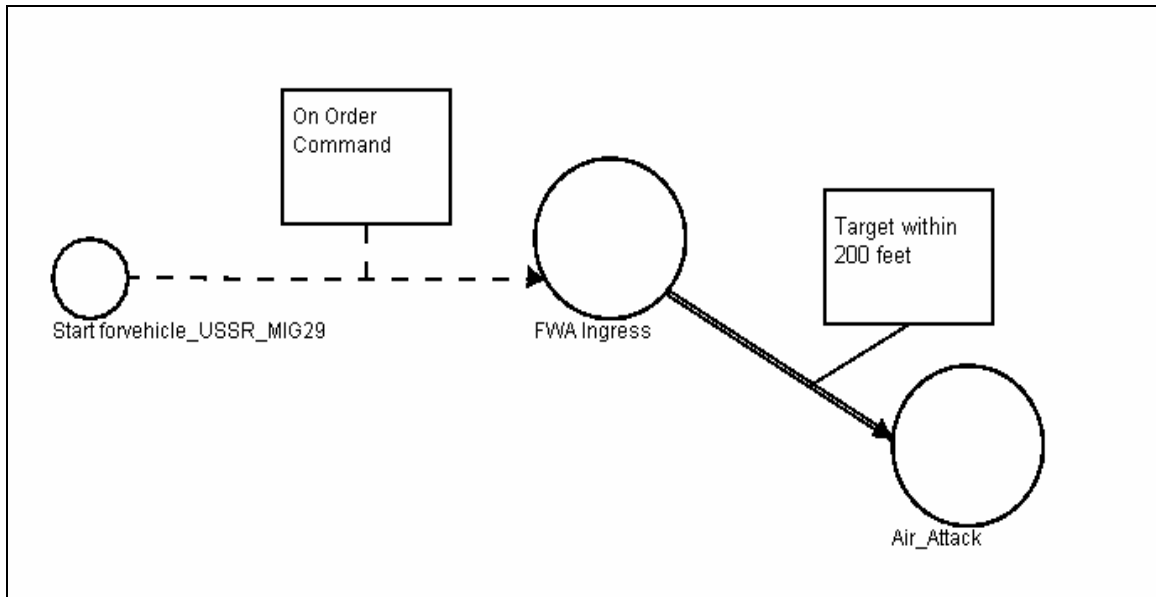 On Order
Command
Target within
200 feet
Start forvehicle_USSR_MIG29
FWA Ingress
Air_Attack